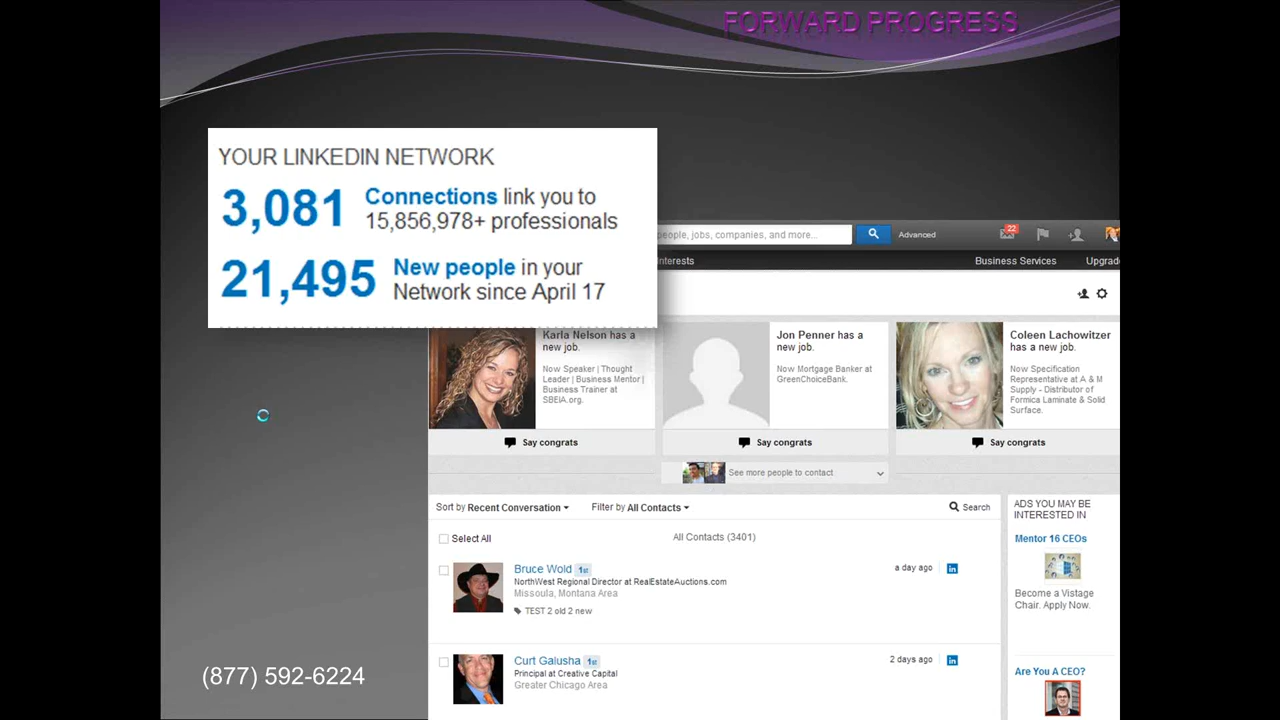 FORWARD PROGRESS
YOUR LINKEDIN NETWORK
3,081 Connections link you to
15,856,978+ professionals
21,495 New people in your
Network since April 17
people, jobs, companies, and more...
Advanced
22
nterests
Business Services
Upgrade
Karla Nelson has a
new job.
Now Speaker | Thought
Leader | Business Mentor |
Business Trainer at
SBEIA.org.
Say congrats
Jon Penner has a
new job.
Now Mortgage Banker at
GreenChoiceBank.
Say congrats
Coleen Lachowitzer
has a new job.
Now Specification
Representative at A & M
Supply - Distributor of
Formica Laminate & Solid
Surface.
Say congrats
See more people to contact
Sort by Recent Conversation
Filter by All Contacts
Search
Select All
All Contacts (3401)
Bruce Wold 1st
NorthWest Regional Director at RealEstateAuctions.com
Missoula, Montana Area
TEST 2 old 2 new
a day ago
in
Curt Galusha 1st
Principal at Creative Capital
Greater Chicago Area
2 days ago
in
ADS YOU MAY BE
INTERESTED IN
Mentor 16 CEOs
Become a Vistage
Chair. Apply Now.
Are You A CEO?
(877) 592-6224